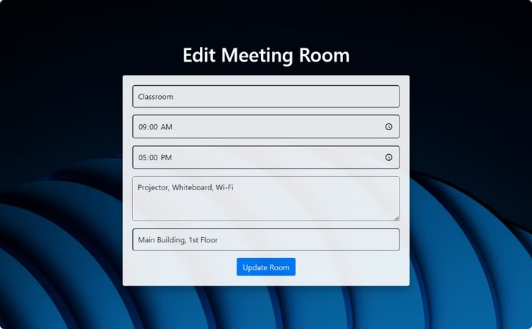 Edit Meeting Room
Classroom
09:00 AM
05:00 PM
Projector, Whiteboard, Wi-Fi
Main Building, 1st Floor
Update Room